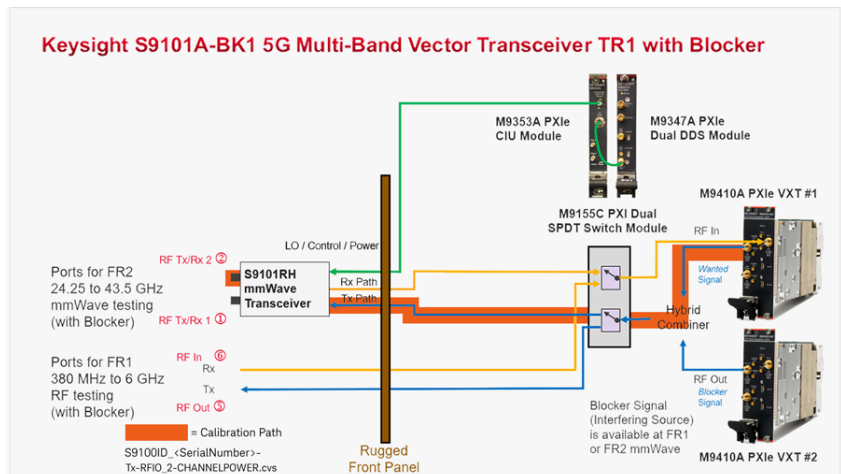 Keysight S9101A-BK1 5G Multi-Band Vector Transceiver TR1 with Blocker
M9353A PXIe
CIU Module
M9347A PXIe
Dual DDS Module
M9410A PXIe VXT #1
M9155C PXI Dual
SPDT Switch Module
RF In
LO / Control / Power
RF Tx/Rx 2 ②
Wanted
Signal
Ports for FR2
24.25 to 43.5 GHz
mmWave testing
(with Blocker)
S9101RH
mmWave
Transceiver
Rx Path
Tx Path
RF Tx/Rx 1 ①
Hybrid
Combiner
Ports for FR1
380 MHz to 6 GHz
RF testing
(with Blocker)
RF In ⑥
Rx
Tx
RF Out ⑤
RF Out
Blocker
Signal
Blocker Signal
(Interfering Source)
is available at FR1
or FR2 mmWave
= Calibration Path
S9100ID_<SerialNumber>-
Tx-RFIO_2-CHANNELPOWER.cvs
Rugged
Front Panel
M9410A PXIe VXT #2